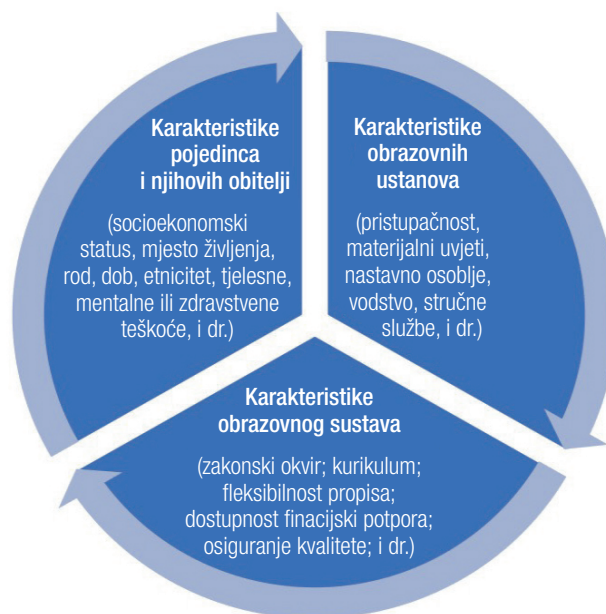 Karakteristike
pojedinca
i njihovih obitelji
(socioekonomski
status, mjesto življenja,
rod, dob, etnicitet, tjelesne,
mentalne ili zdravstvene
teškoće, i dr.)
Karakteristike
obrazovnih
ustanova
(pristupačnost,
materijalni uvjeti,
nastavno osoblje,
vodstvo, stručne
službe, i dr.)
Karakteristike
obrazovnog sustava
(zakonski okvir; kurikulum;
fleksibilnost propisa;
dostupnost finacijski potpora;
osiguranje kvalitete; i dr.)